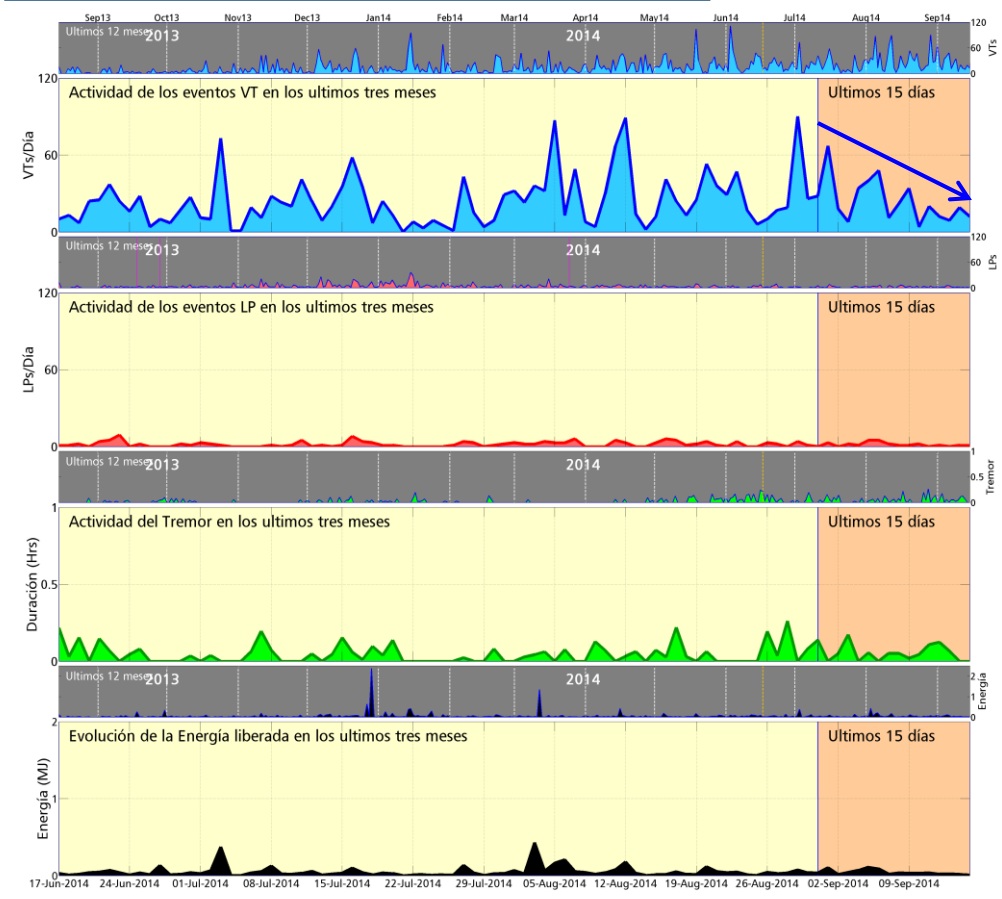 Sep13 Oct13 Nov13 Dec13 Jan14 Feb14 Mar14 Apr14 May14 Jun14 Jul14 Aug14 Sep14
Ultimos 12 meses
2013
2014
120
60
0
VTs
Actividad de los eventos VT en los ultimos tres meses
Ultimos 15 días
120
60
0
VTs/Día
Ultimos 12 meses
2013
2014
120
60
0
LPs
Actividad de los eventos LP en los ultimos tres meses
Ultimos 15 días
120
60
0
LPs/Día
Ultimos 12 meses
2013
2014
1
0.5
0
Tremor
Actividad del Tremor en los ultimos tres meses
Ultimos 15 días
1
0.5
0
Duración (Hrs)
Ultimos 12 meses
2013
2014
2
1
0
Energía
Evolución de la Energía liberada en los ultimos tres meses
Ultimos 15 días
2
1
0
Energía (MJ)
17-Jun-2014 24-Jun-2014 01-Jul-2014 08-Jul-2014 15-Jul-2014 22-Jul-2014 29-Jul-2014 05-Aug-2014 12-Aug-2014 19-Aug-2014 26-Aug-2014 02-Sep-2014 09-Sep-2014